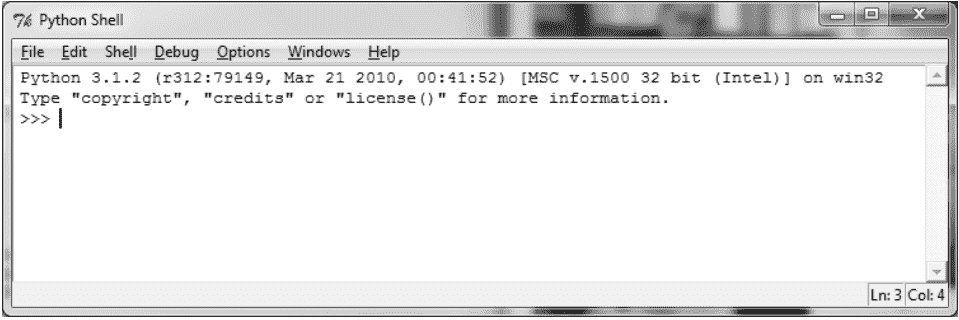 Python Shell
File Edit Shell Debug Options Windows Help
Python 3.1.2 (r312:79149, Mar 21 2010, 00:41:52) [MSC v.1500 32 bit (Intel)] on win32
Type "copyright", "credits" or "license()" for more information.
>>>
Ln: 3 Col: 4